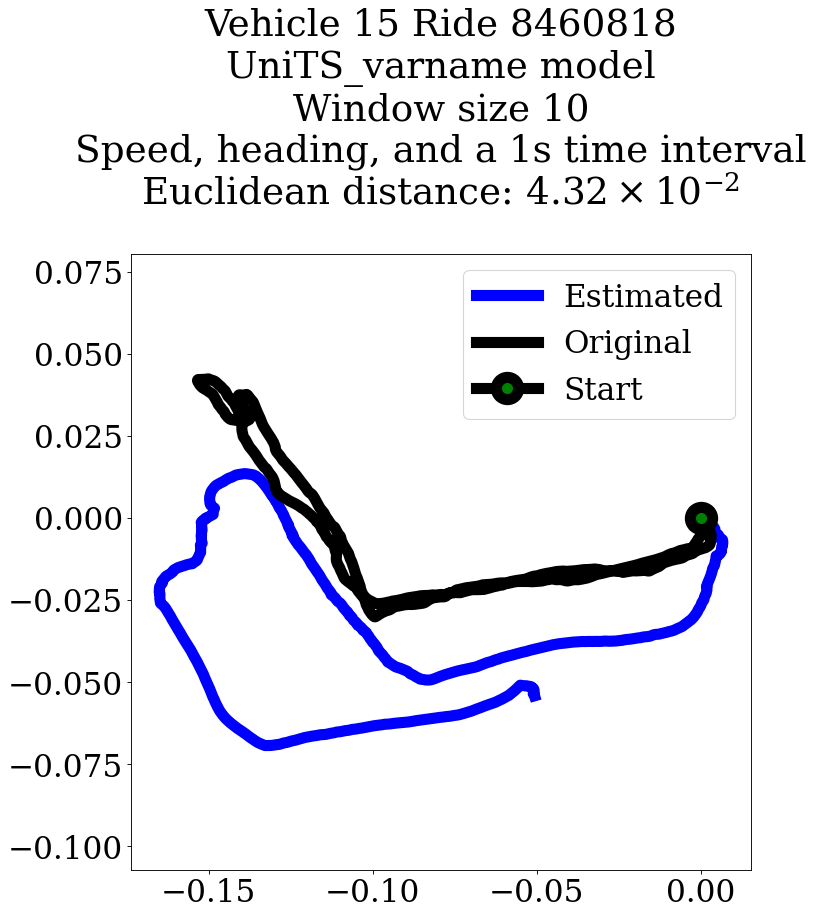 Vehicle 15 Ride 8460818
UniTS_varname model
Window size 10
Speed, heading, and a 1s time interval
Euclidean distance: 4.32 × 10⁻²
Estimated
Original
Start
0.075
0.050
0.025
0.000
−0.025
−0.050
−0.075
−0.100
−0.15 −0.10 −0.05 0.00